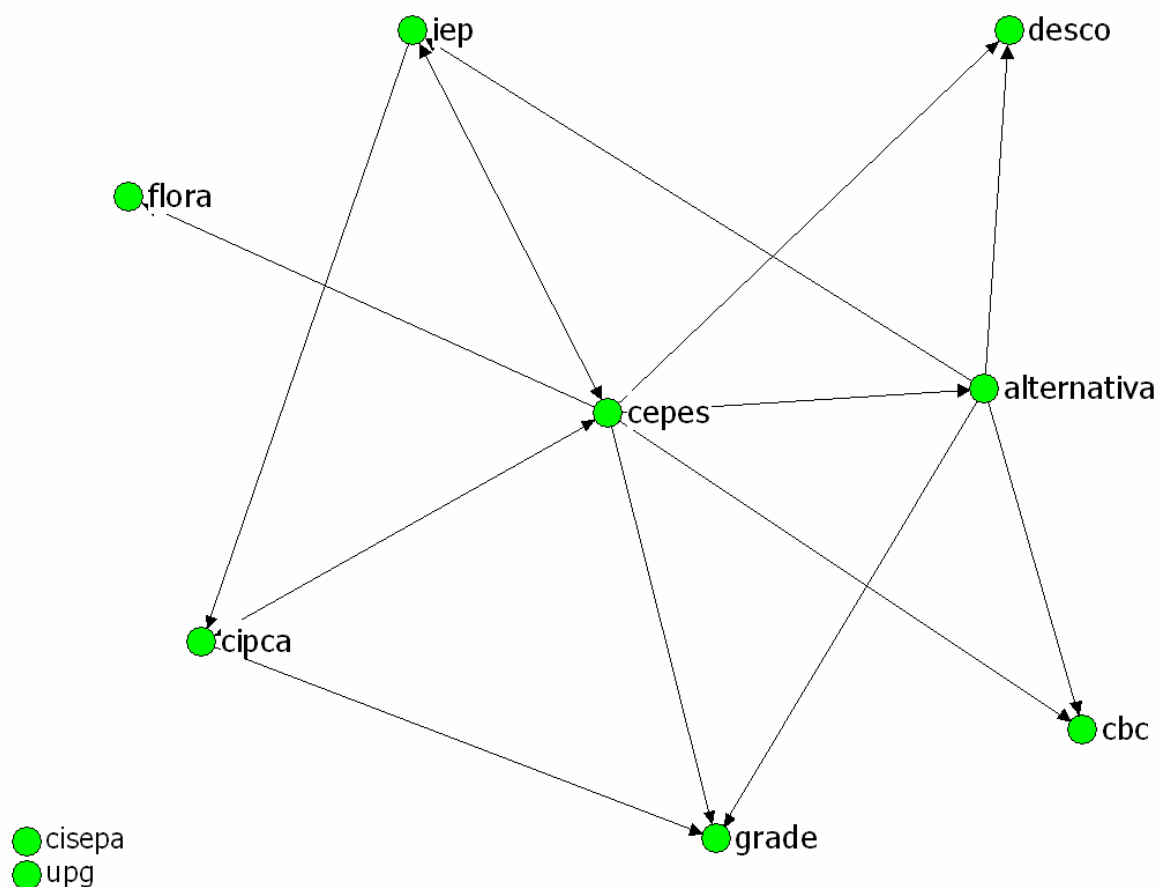 iep
desco
flora
alternativa
cepes
cipca
cbc
grade
cisepa
upg